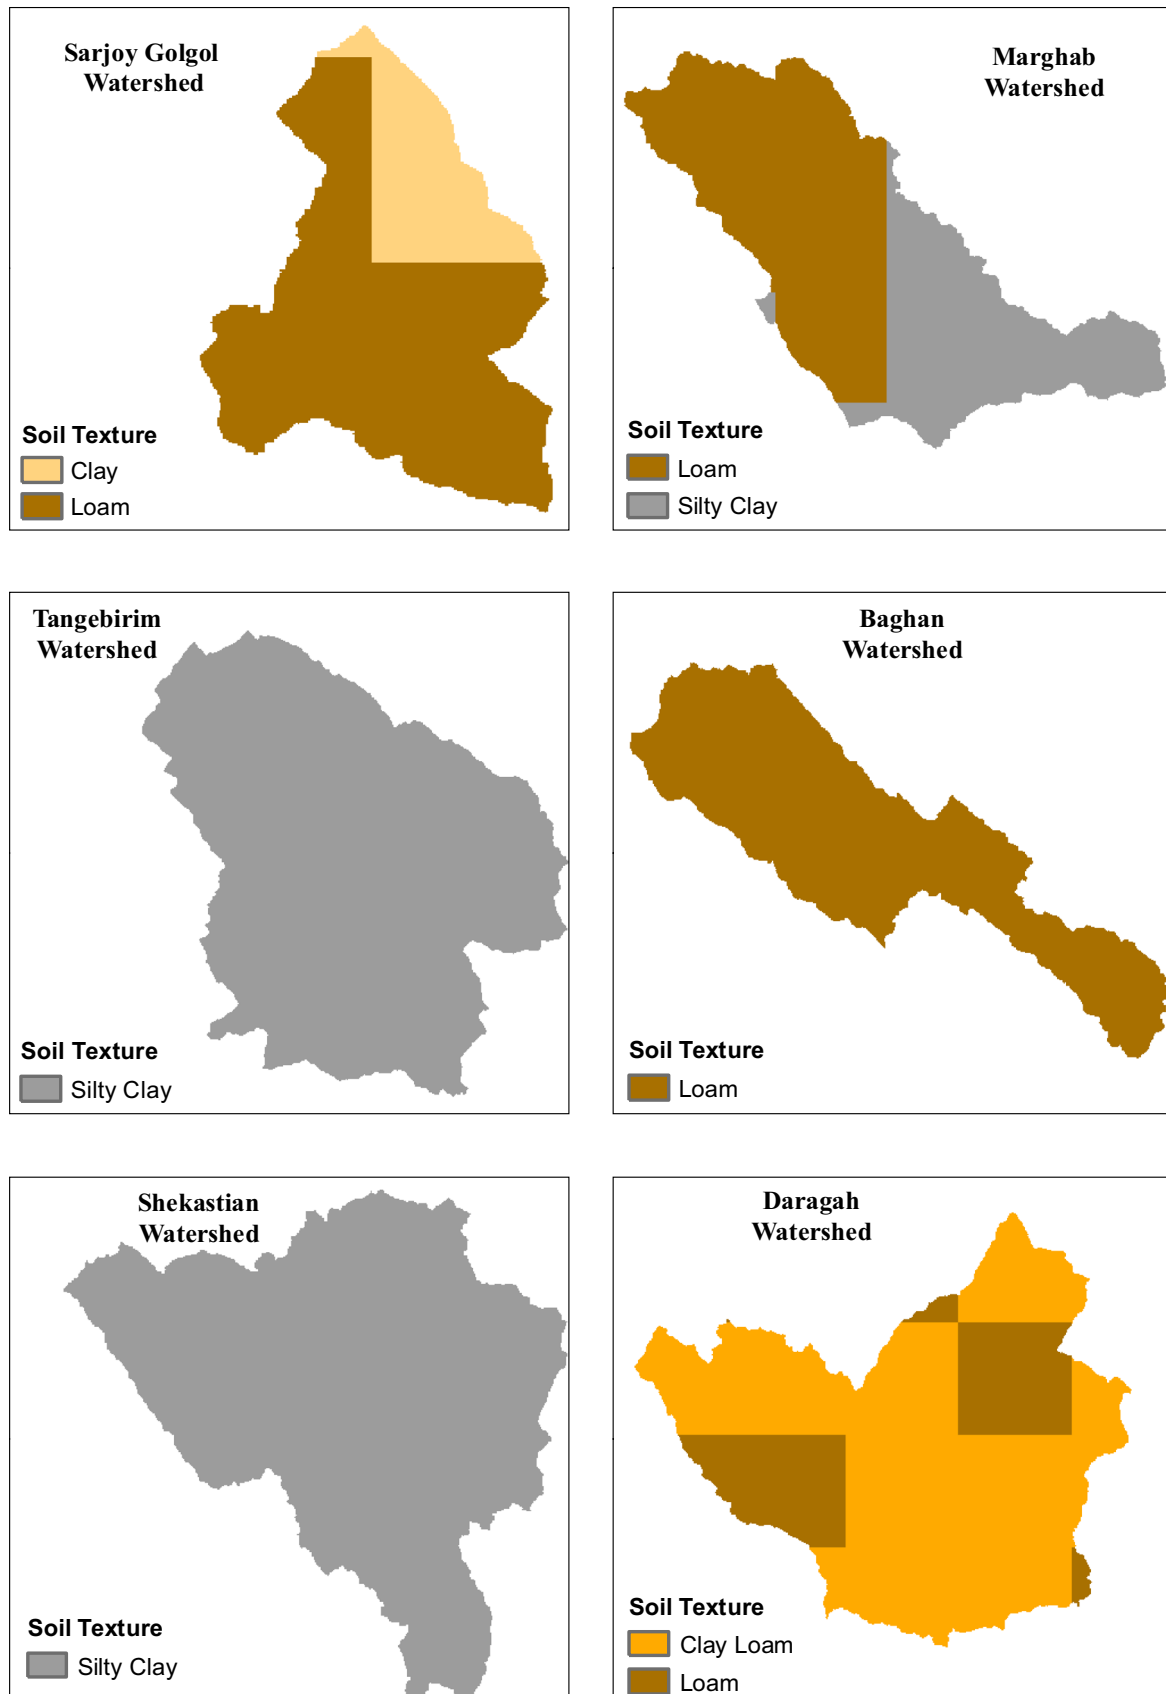 Sarjoy Golgol
Watershed
Soil Texture
Clay
Loam
Marghab
Watershed
Soil Texture
Loam
Silty Clay
Tangebirim
Watershed
Soil Texture
Silty Clay
Baghan
Watershed
Soil Texture
Loam
Shekastian
Watershed
Soil Texture
Silty Clay
Daragah
Watershed
Soil Texture
Clay Loam
Loam